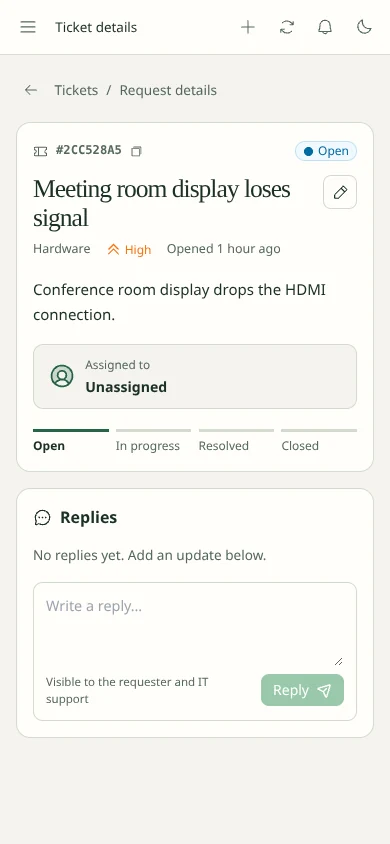 Ticket details
Tickets / Request details
#2CC528A5
Open
Meeting room display loses
signal
Hardware High Opened 1 hour ago
Conference room display drops the HDMI
connection.
Assigned to
Unassigned
Open In progress Resolved Closed
Replies
No replies yet. Add an update below.
Write a reply...
Visible to the requester and IT
support
Reply